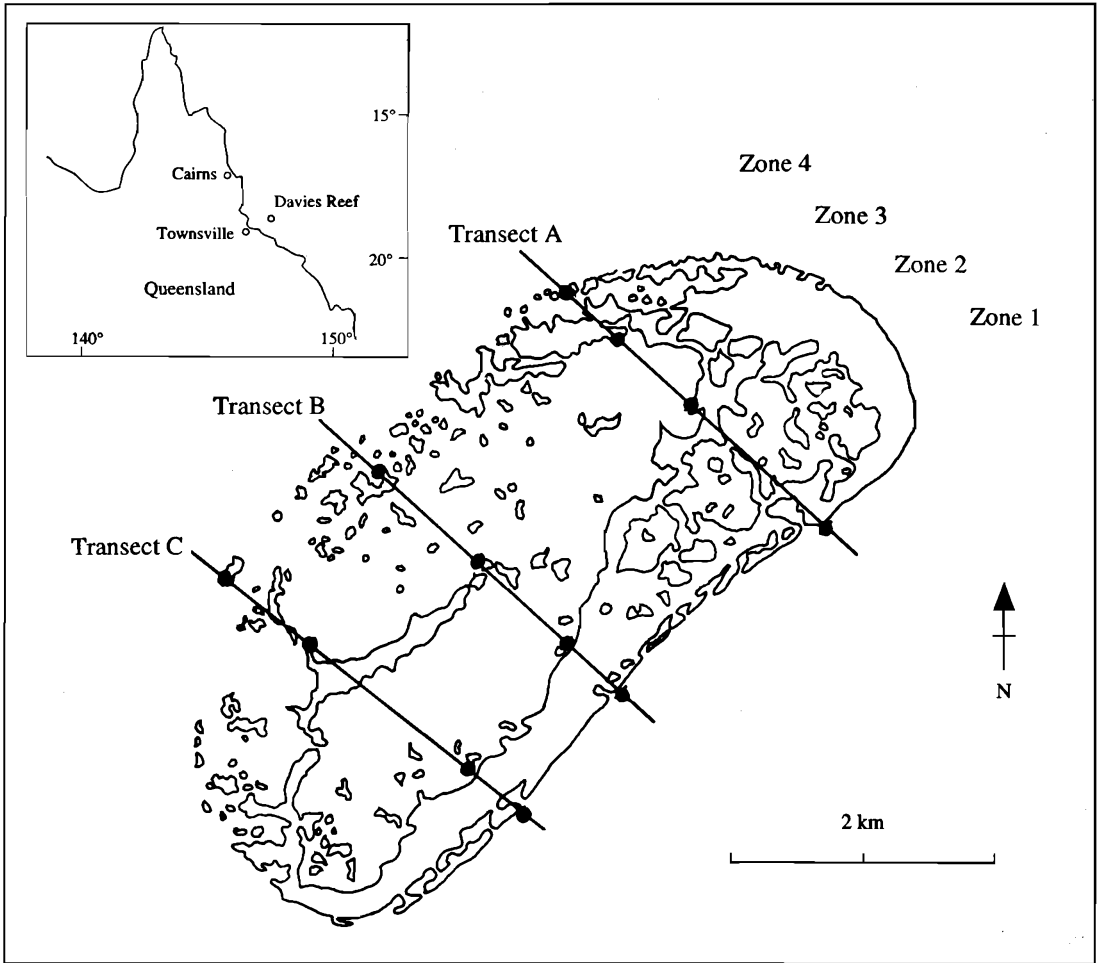 15°
Cairns
Davies Reef
Townsville
20°
Queensland
140°
150°
Zone 4
Zone 3
Zone 2
Zone 1
Transect A
Transect B
Transect C
N
2 km